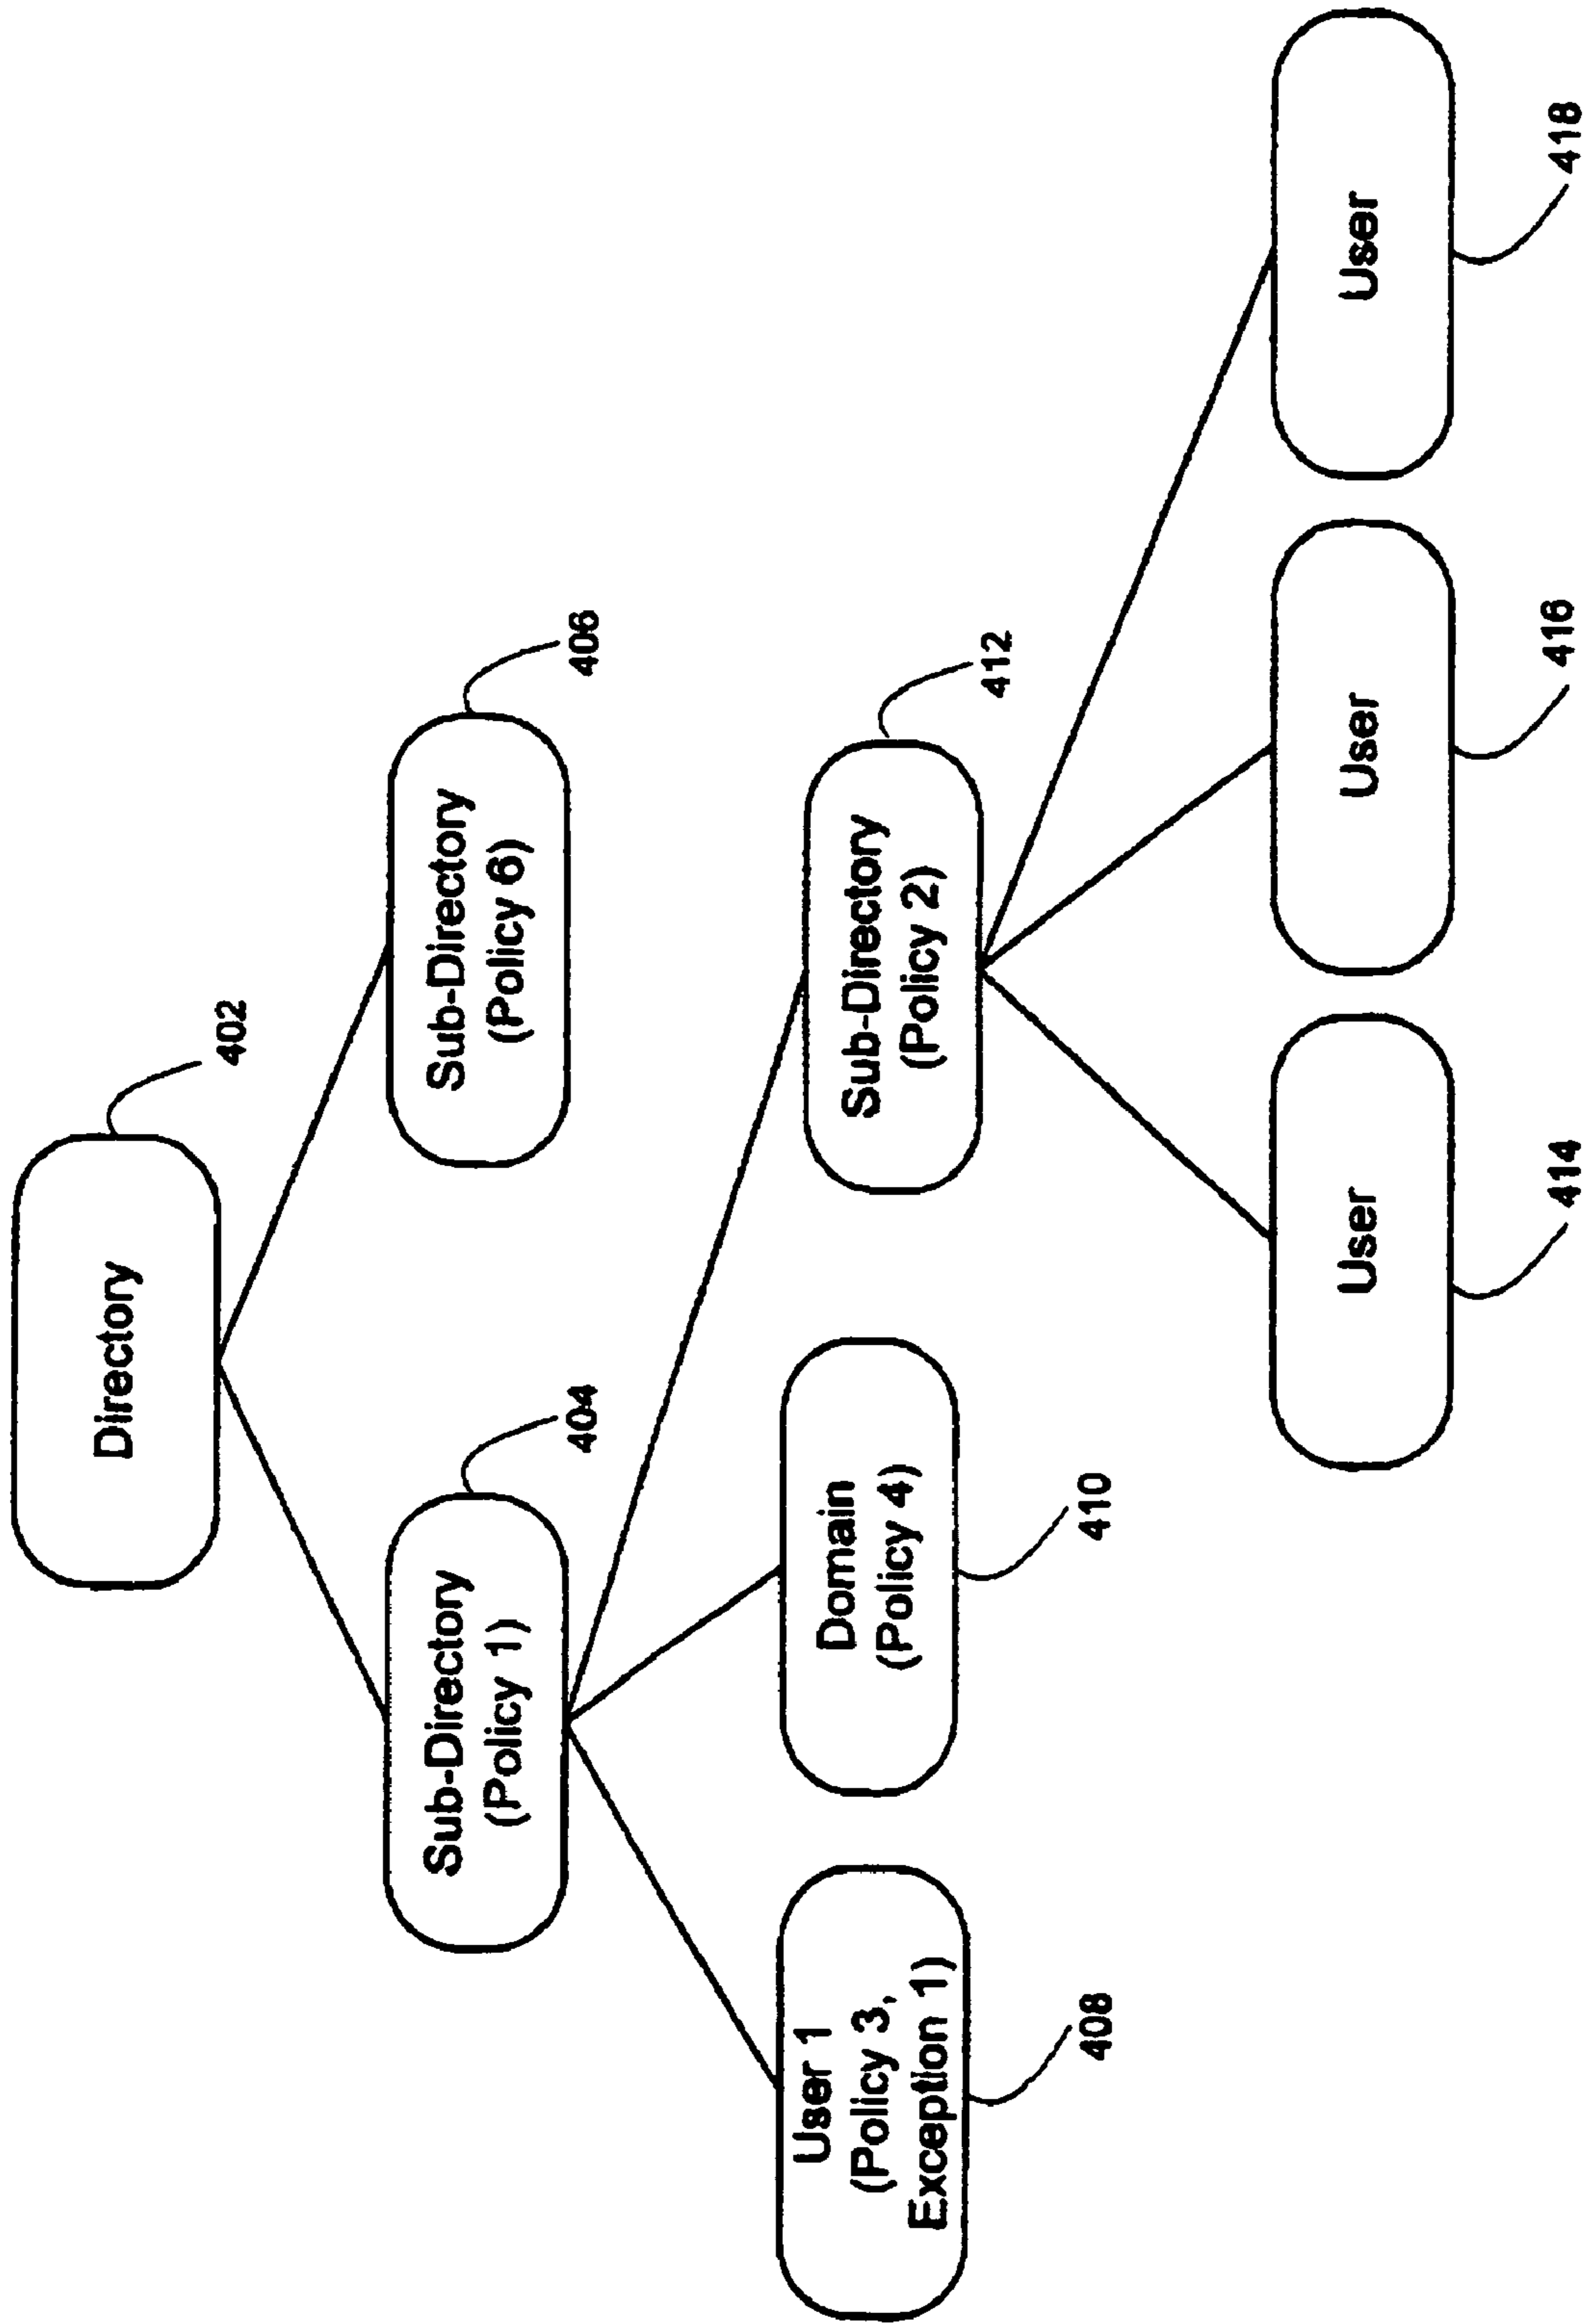 Directory
402
Sub-Directory
(Policy 1)
404
Sub-Directory
(Policy 6)
406
User 1
(Policy 3,
Exception 1)
408
Domain
(Policy 4)
410
Sub-Directory
(Policy 2)
412
User
414
User
416
User
418